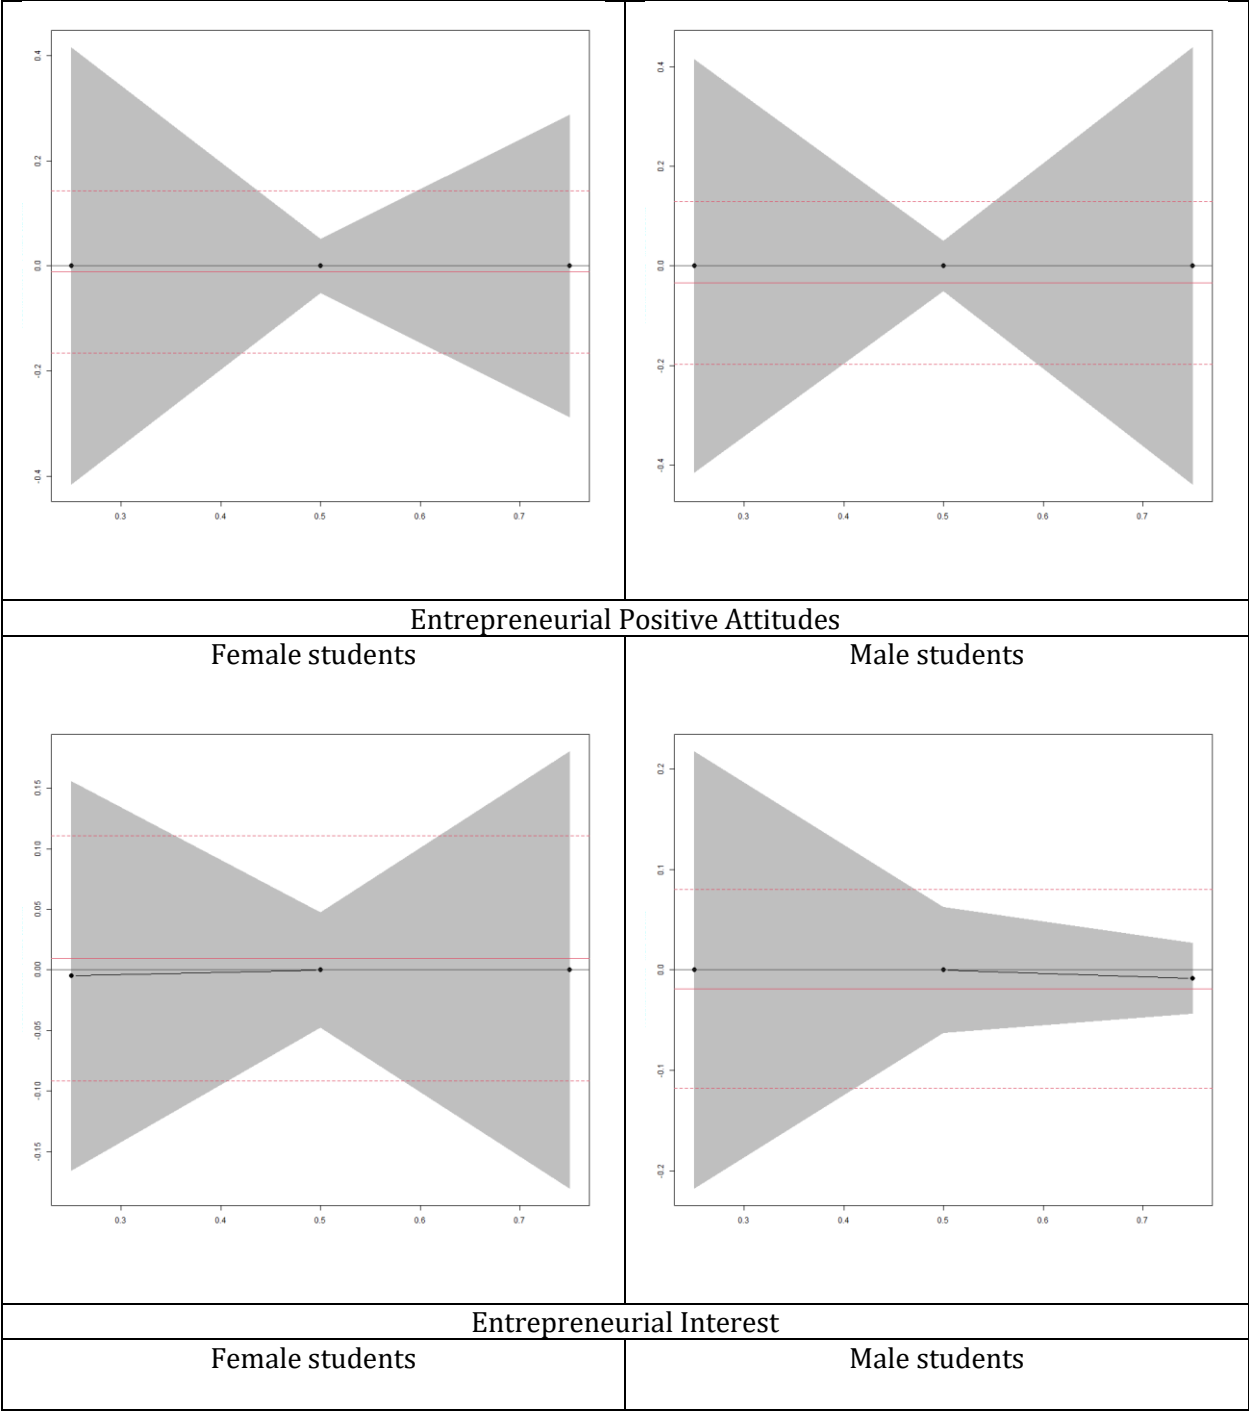 0.4
0.2
0.0
-0.2
-0.4
0.3 0.4 0.5 0.6 0.7
0.4
0.2
0.0
-0.2
-0.4
0.3 0.4 0.5 0.6 0.7
Entrepreneurial Positive Attitudes
Female students
Male students
0.15
0.10
0.05
0.00
-0.05
-0.10
-0.15
0.3 0.4 0.5 0.6 0.7
0.2
0.1
0.0
-0.1
-0.2
0.3 0.4 0.5 0.6 0.7
Entrepreneurial Interest
Female students
Male students